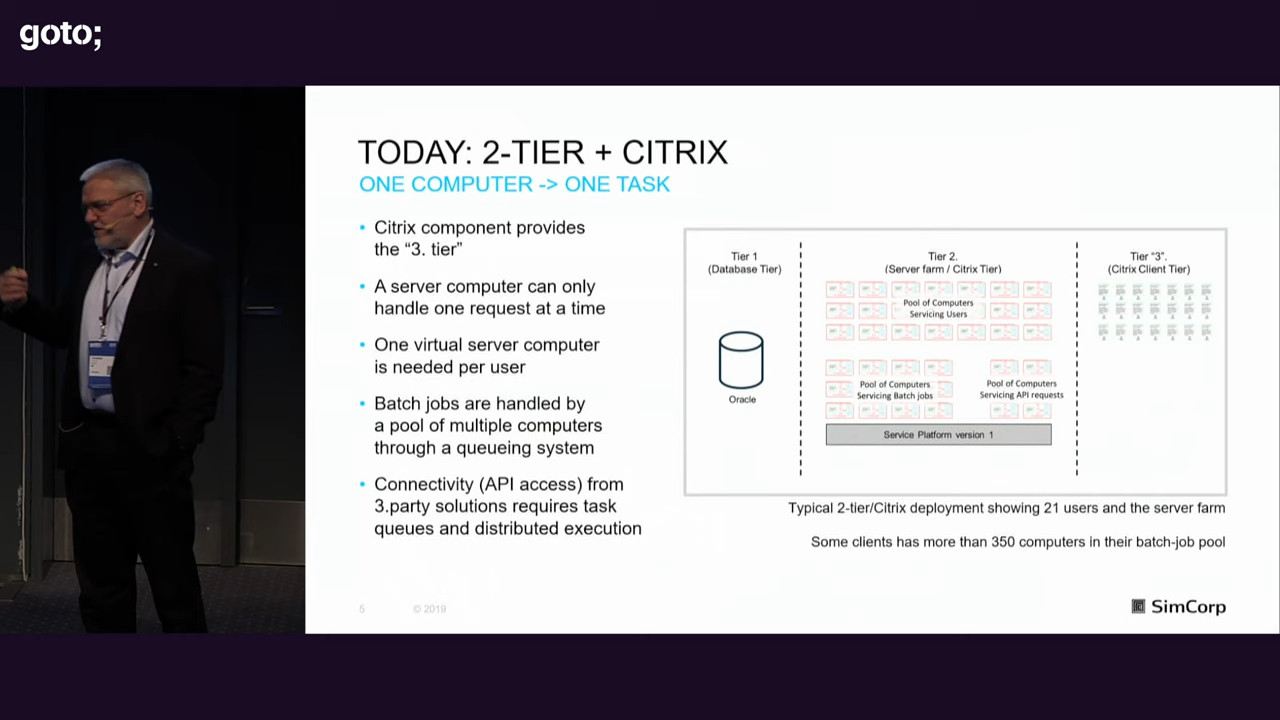 goto;
TODAY: 2-TIER + CITRIX
ONE COMPUTER -> ONE TASK
• Citrix component provides
the “3. tier”
• A server computer can only
handle one request at a time
• One virtual server computer
is needed per user
• Batch jobs are handled by
a pool of multiple computers
through a queueing system
• Connectivity (API access) from
3.party solutions requires task
queues and distributed execution
Tier 1
(Database Tier)
Oracle
Tier 2.
(Server farm / Citrix Tier)
Pool of Computers
Servicing Users
Pool of Computers
Servicing Batch jobs
Pool of Computers
Servicing API requests
Service Platform version 1
Tier “3”.
(Citrix Client Tier)
Typical 2-tier/Citrix deployment showing 21 users and the server farm
Some clients has more than 350 computers in their batch-job pool
5
© 2019
SimCorp